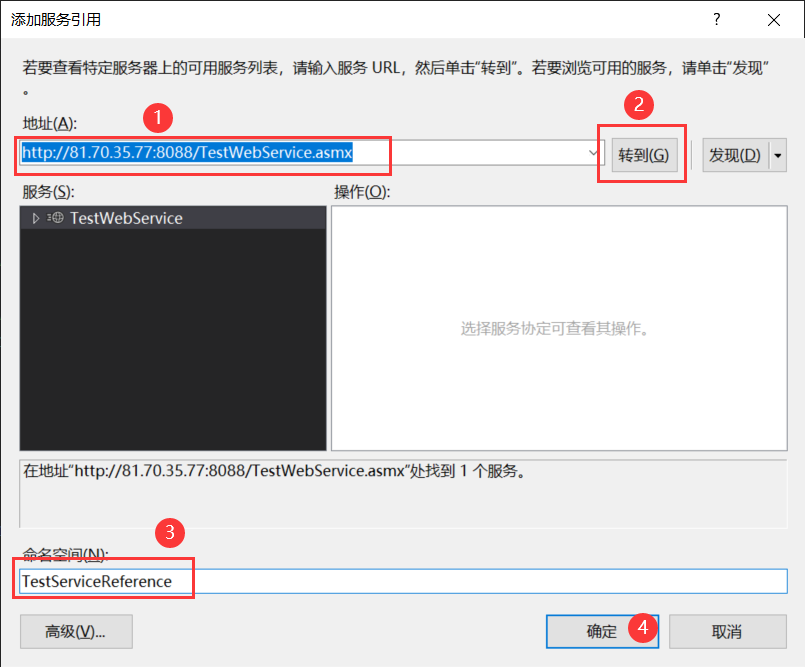 添加服务引用
?
若要查看特定服务器上的可用服务列表，请输入服务 URL，然后单击“转到”。若要浏览可用的服务，请单击“发现”
。
1
2
地址(A):
http://81.70.35.77:8088/TestWebService.asmx
转到(G)
发现(D)
服务(S):
操作(O):
TestWebService
选择服务协定可查看其操作。
在地址“http://81.70.35.77:8088/TestWebService.asmx”处找到 1 个服务。
3
命名空间(N):
TestServiceReference
高级(V)...
确定
4
取消